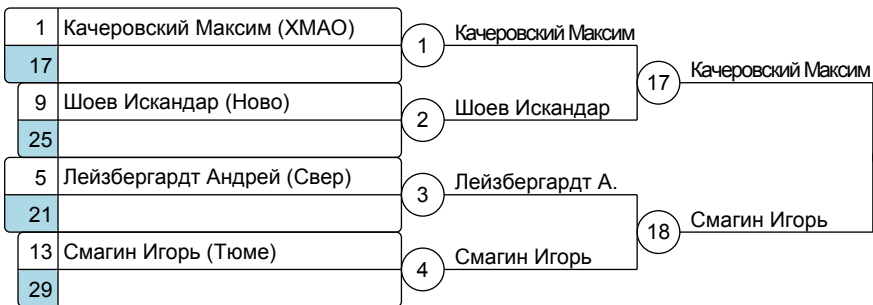 1 Качеровский Максим (ХМАО)
17
9 Шоев Искандар (Ново)
25
5 Лейзбергардт Андрей (Свер)
21
13 Смагин Игорь (Тюме)
29
1 Качеровский Максим
2 Шоев Искандар
3 Лейзбергардт А.
4 Смагин Игорь
17 Качеровский Максим
18 Смагин Игорь